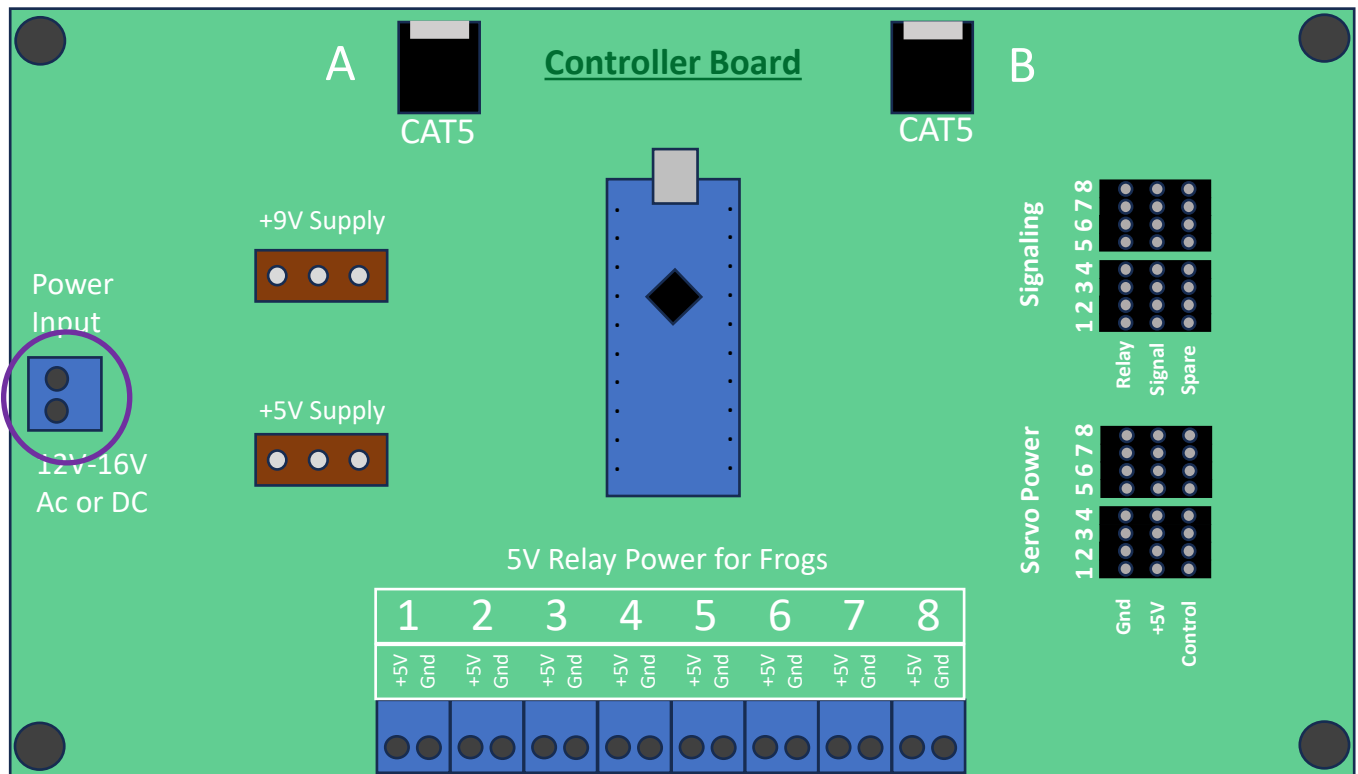 A
Controller Board
B
CAT5
CAT5
+9V Supply
Power
Input
12V-16V
Ac or DC
+5V Supply
Signaling
8
7
6
5
4
3
2
1
Relay
Signal
Spare
Servo Power
8
7
6
5
4
3
2
1
Gnd
+5V
Control
5V Relay Power for Frogs
1 2 3 4 5 6 7 8
+5V Gnd +5V Gnd +5V Gnd +5V Gnd +5V Gnd +5V Gnd +5V Gnd +5V Gnd